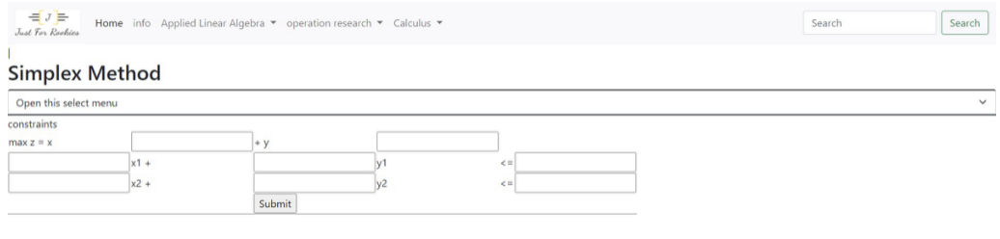 J
Just For Rookies
Home info Applied Linear Algebra operation research Calculus Search Search
Simplex Method
Open this select menu
constraints
max z = x + y
x1 + y1 <=
x2 + y2 <=
Submit